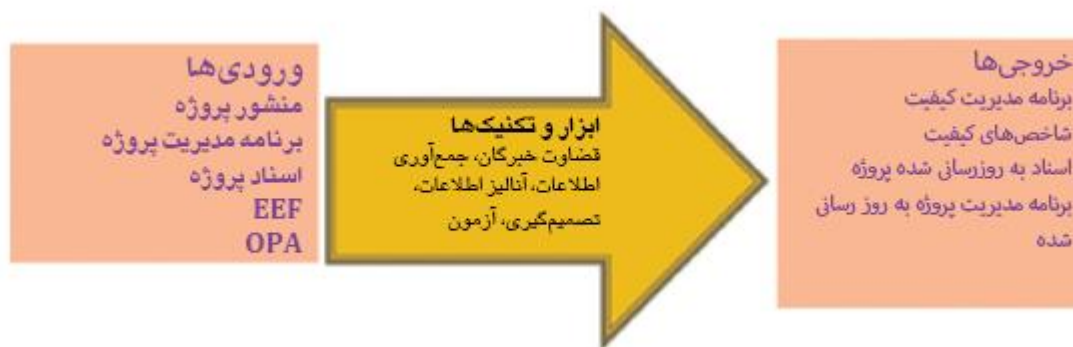 ورودی‌ها
منشور پروژه
برنامه مدیریت پروژه
اسناد پروژه
EEF
OPA
ابزار و تکنیک‌ها
قضاوت خبرگان، جمع‌آوری
اطلاعات، آنالیز اطلاعات،
تصمیم‌گیری، آزمون
خروجی‌ها
برنامه مدیریت کیفیت
شاخص‌های کیفیت
اسناد به روزرسانی شده پروژه
برنامه مدیریت پروژه به روز رسانی
شده